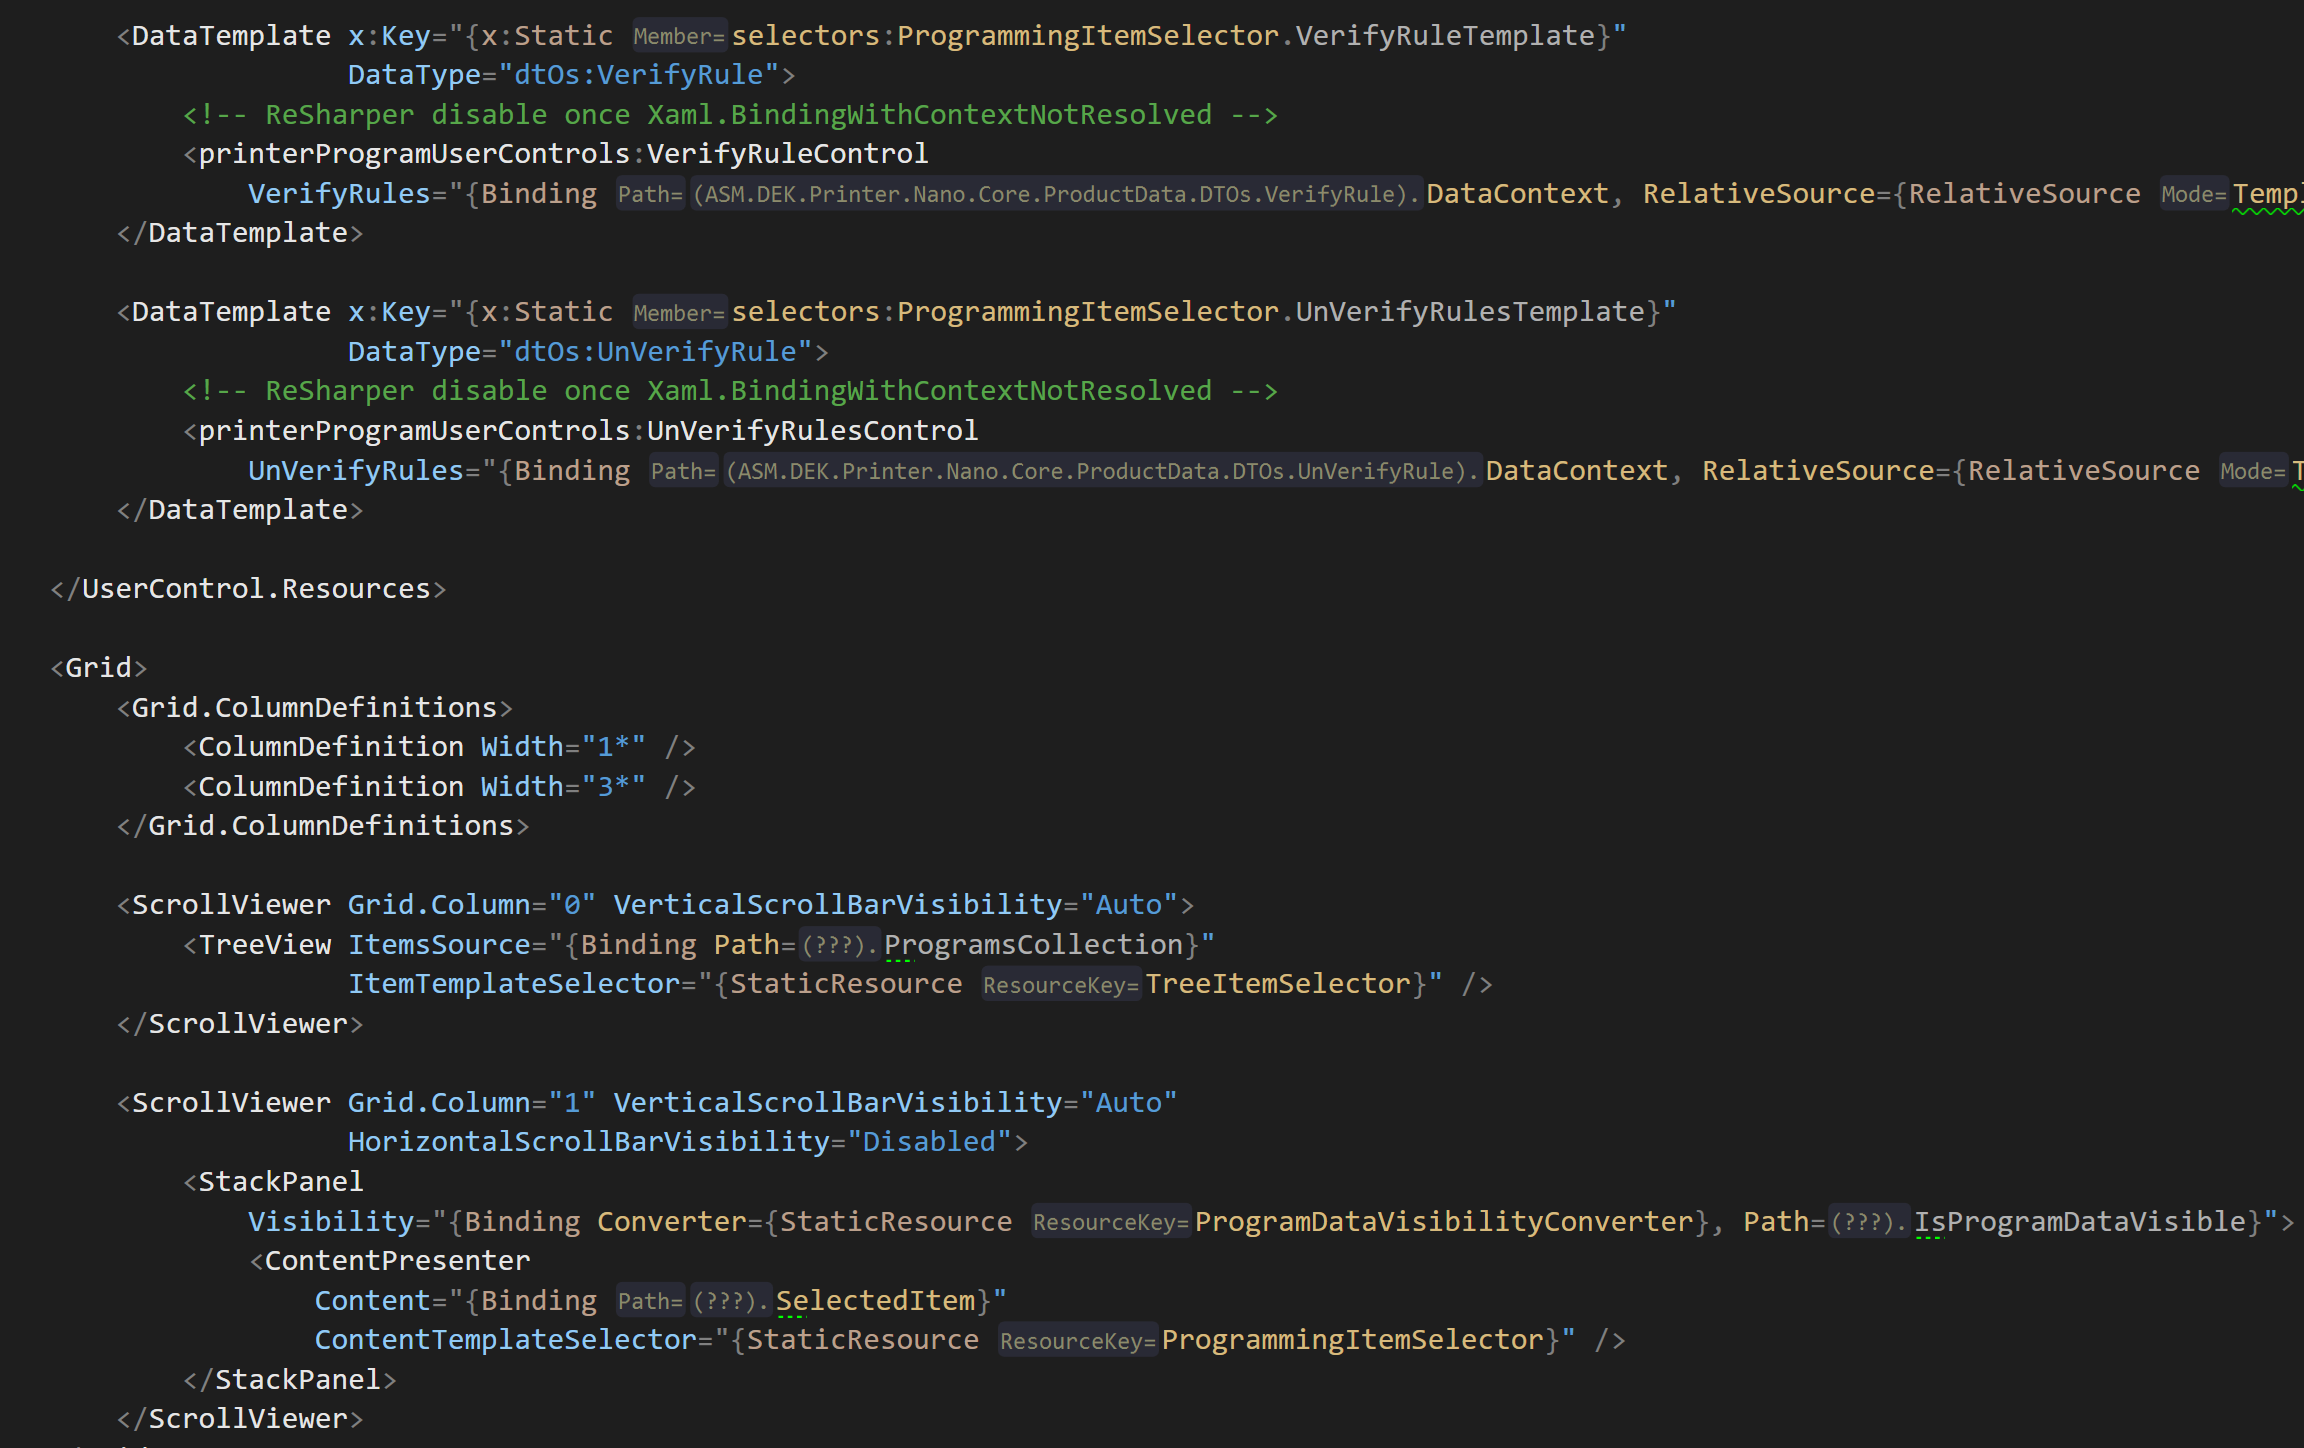 <DataTemplate x:Key="{x:Static Member= selectors:ProgrammingItemSelector.VerifyRuleTemplate}"
DataType="dtOs:VerifyRule">
<!-- ReSharper disable once Xaml.BindingWithContextNotResolved -->
<printerProgramUserControls:VerifyRuleControl
VerifyRules="{Binding Path= (ASM.DEK.Printer.Nano.Core.ProductData.DTOs.VerifyRule). DataContext, RelativeSource={RelativeSource Mode= Templ
</DataTemplate>
<DataTemplate x:Key="{x:Static Member= selectors:ProgrammingItemSelector.UnVerifyRulesTemplate}"
DataType="dtOs:UnVerifyRule">
<!-- ReSharper disable once Xaml.BindingWithContextNotResolved -->
<printerProgramUserControls:UnVerifyRulesControl
UnVerifyRules="{Binding Path= (ASM.DEK.Printer.Nano.Core.ProductData.DTOs.UnVerifyRule). DataContext, RelativeSource={RelativeSource Mode= T
</DataTemplate>
</UserControl.Resources>
<Grid>
<Grid.ColumnDefinitions>
<ColumnDefinition Width="1*" />
<ColumnDefinition Width="3*" />
</Grid.ColumnDefinitions>
<ScrollViewer Grid.Column="0" VerticalScrollBarVisibility="Auto">
<TreeView ItemsSource="{Binding Path= (???). ProgramsCollection}"
ItemTemplateSelector="{StaticResource ResourceKey= TreeItemSelector}" />
</ScrollViewer>
<ScrollViewer Grid.Column="1" VerticalScrollBarVisibility="Auto"
HorizontalScrollBarVisibility="Disabled">
<StackPanel
Visibility="{Binding Converter={StaticResource ResourceKey= ProgramDataVisibilityConverter}, Path= (???). IsProgramDataVisible}">
<ContentPresenter
Content="{Binding Path= (???). SelectedItem}"
ContentTemplateSelector="{StaticResource ResourceKey= ProgrammingItemSelector}" />
</StackPanel>
</ScrollViewer>